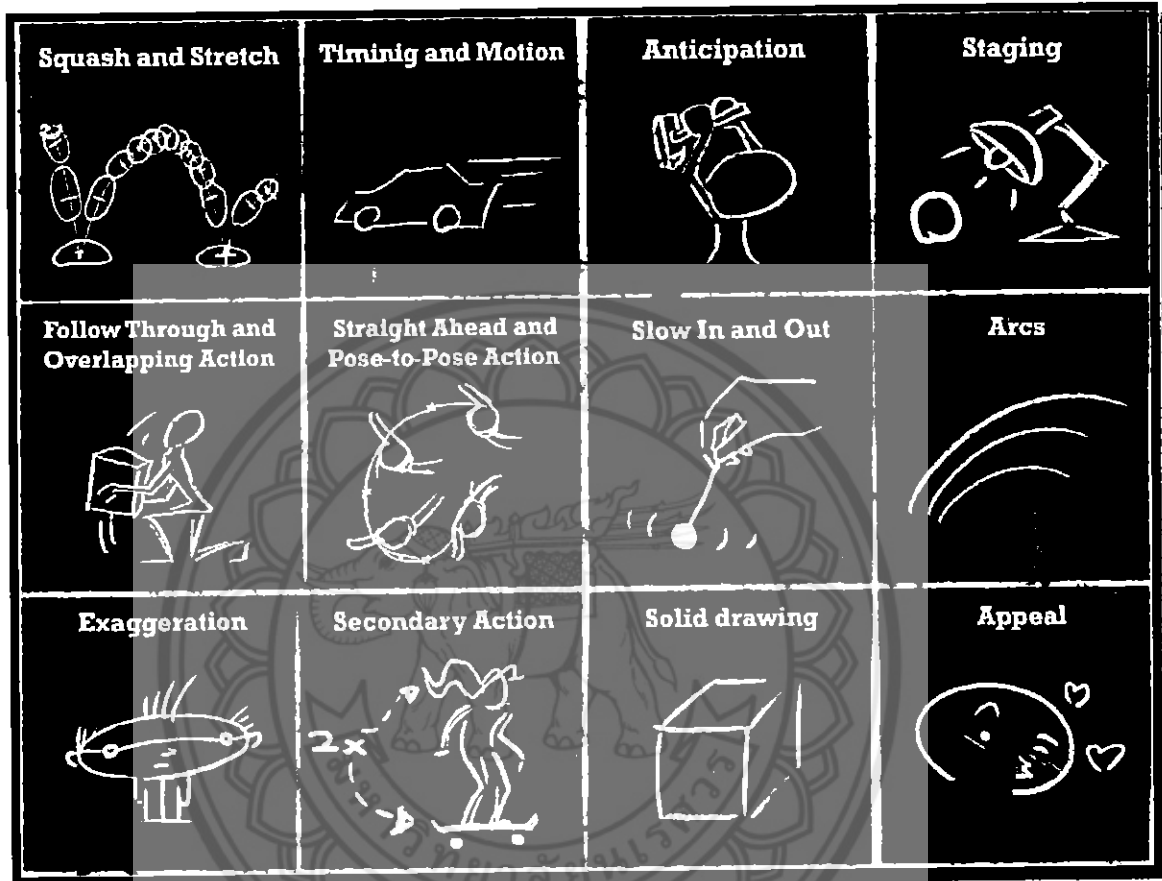 Squash and Stretch
Timinig and Motion
Anticipation
Staging
Follow Through and
Overlapping Action
Straight Ahead and
Pose-to-Pose Action
Slow In and Out
Arcs
Exaggeration
Secondary Action
2x
Solid drawing
Appeal